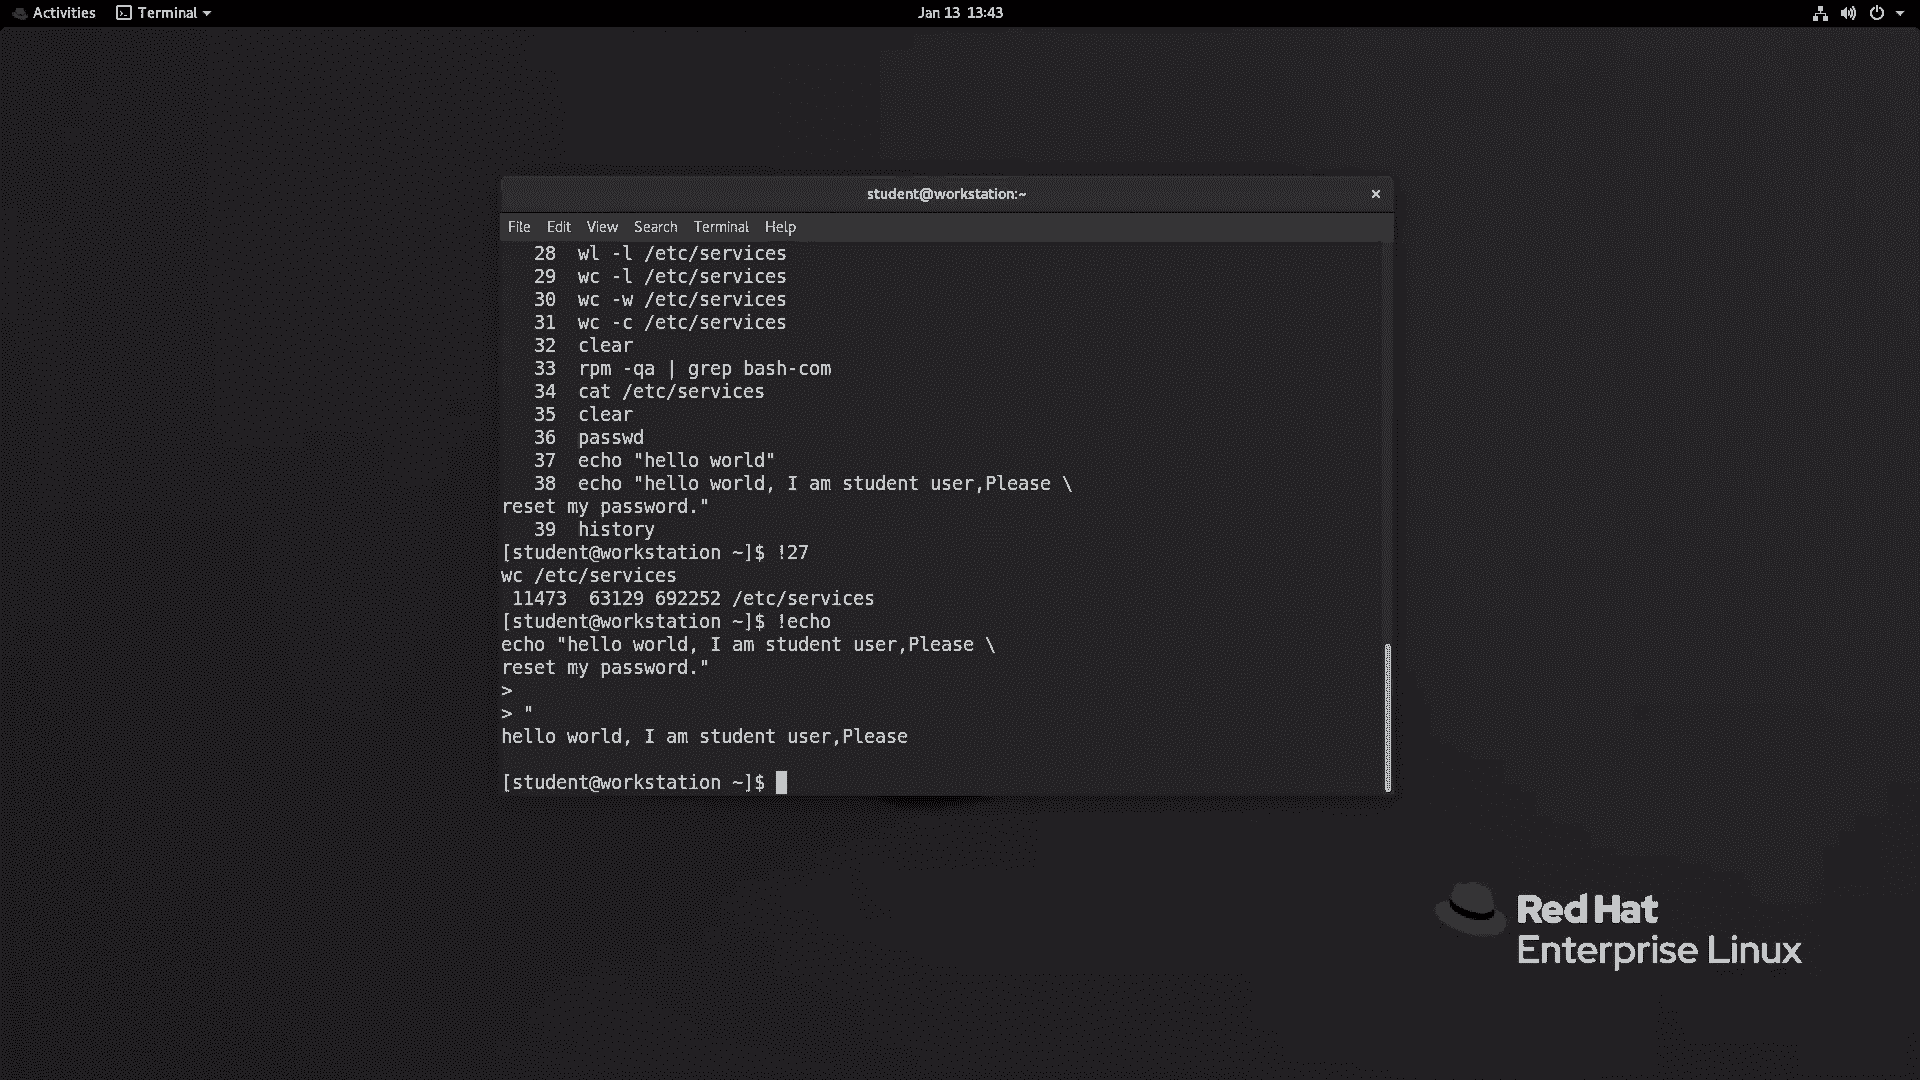 Activities Terminal Jan 13 13:43
student@workstation:~ ×
File Edit View Search Terminal Help
28 wl -l /etc/services
29 wc -l /etc/services
30 wc -w /etc/services
31 wc -c /etc/services
32 clear
33 rpm -qa | grep bash-com
34 cat /etc/services
35 clear
36 passwd
37 echo "hello world"
38 echo "hello world, I am student user,Please \
reset my password."
39 history
[student@workstation ~]$ !27
wc /etc/services
11473 63129 692252 /etc/services
[student@workstation ~]$ !echo
echo "hello world, I am student user,Please \
reset my password."
>
> "
hello world, I am student user,Please
[student@workstation ~]$
Red Hat
Enterprise Linux